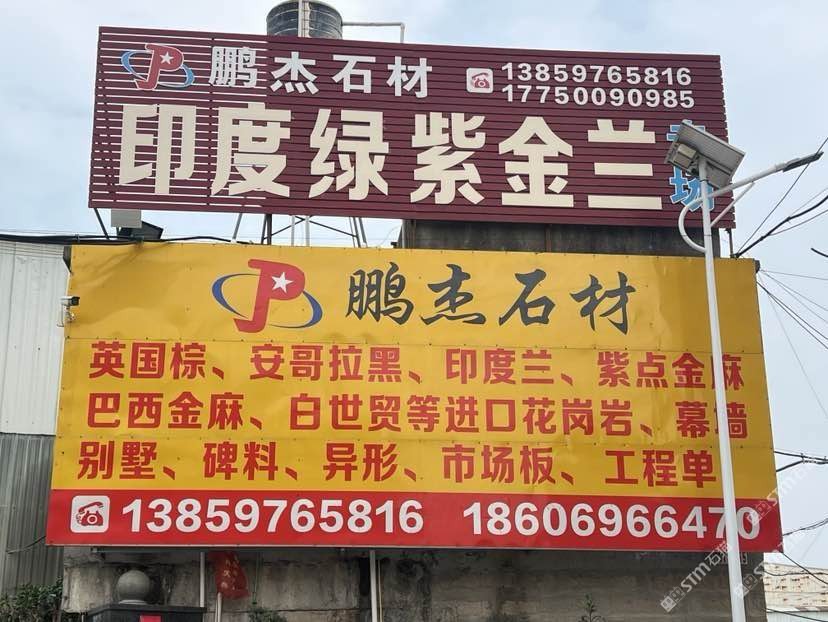 鹏杰石材
13859765816
17750090985
印度绿紫金兰
市场
鹏杰石材
英国棕、安哥拉黑、印度兰、紫点金麻
巴西金麻、白世贸等进口花岗岩、幕墙
别墅、碑料、异形、市场板、工程单
13859765816 18606966470